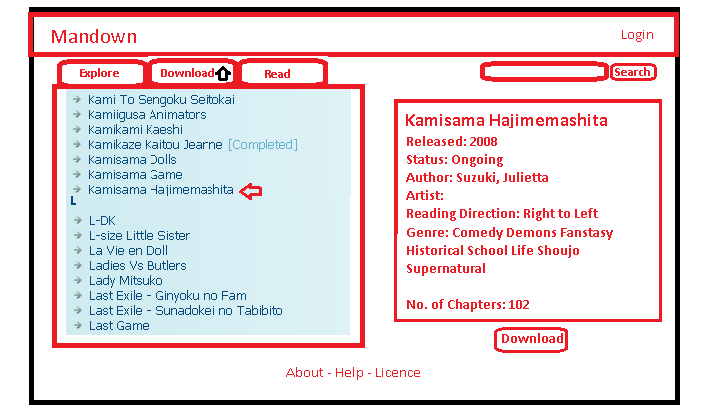 Mandown
Login
Explore
Download
Read
Search
Kami To Sengoku Seitokai
Kamiigusa Animators
Kamikami Kaeshi
Kamikaze Kaitou Jearne [Completed]
Kamisama Dolls
Kamisama Game
Kamisama Hajimemashita
L
L-DK
L-size Little Sister
La Vie en Doll
Ladies Vs Butlers
Lady Mitsuko
Last Exile - Ginyoku no Fam
Last Exile - Sunadokei no Tabibito
Last Game
Kamisama Hajimemashita
Released: 2008
Status: Ongoing
Author: Suzuki, Julietta
Artist:
Reading Direction: Right to Left
Genre: Comedy Demons Fanstasy
Historical School Life Shoujo
Supernatural
No. of Chapters: 102
Download
About - Help - Licence